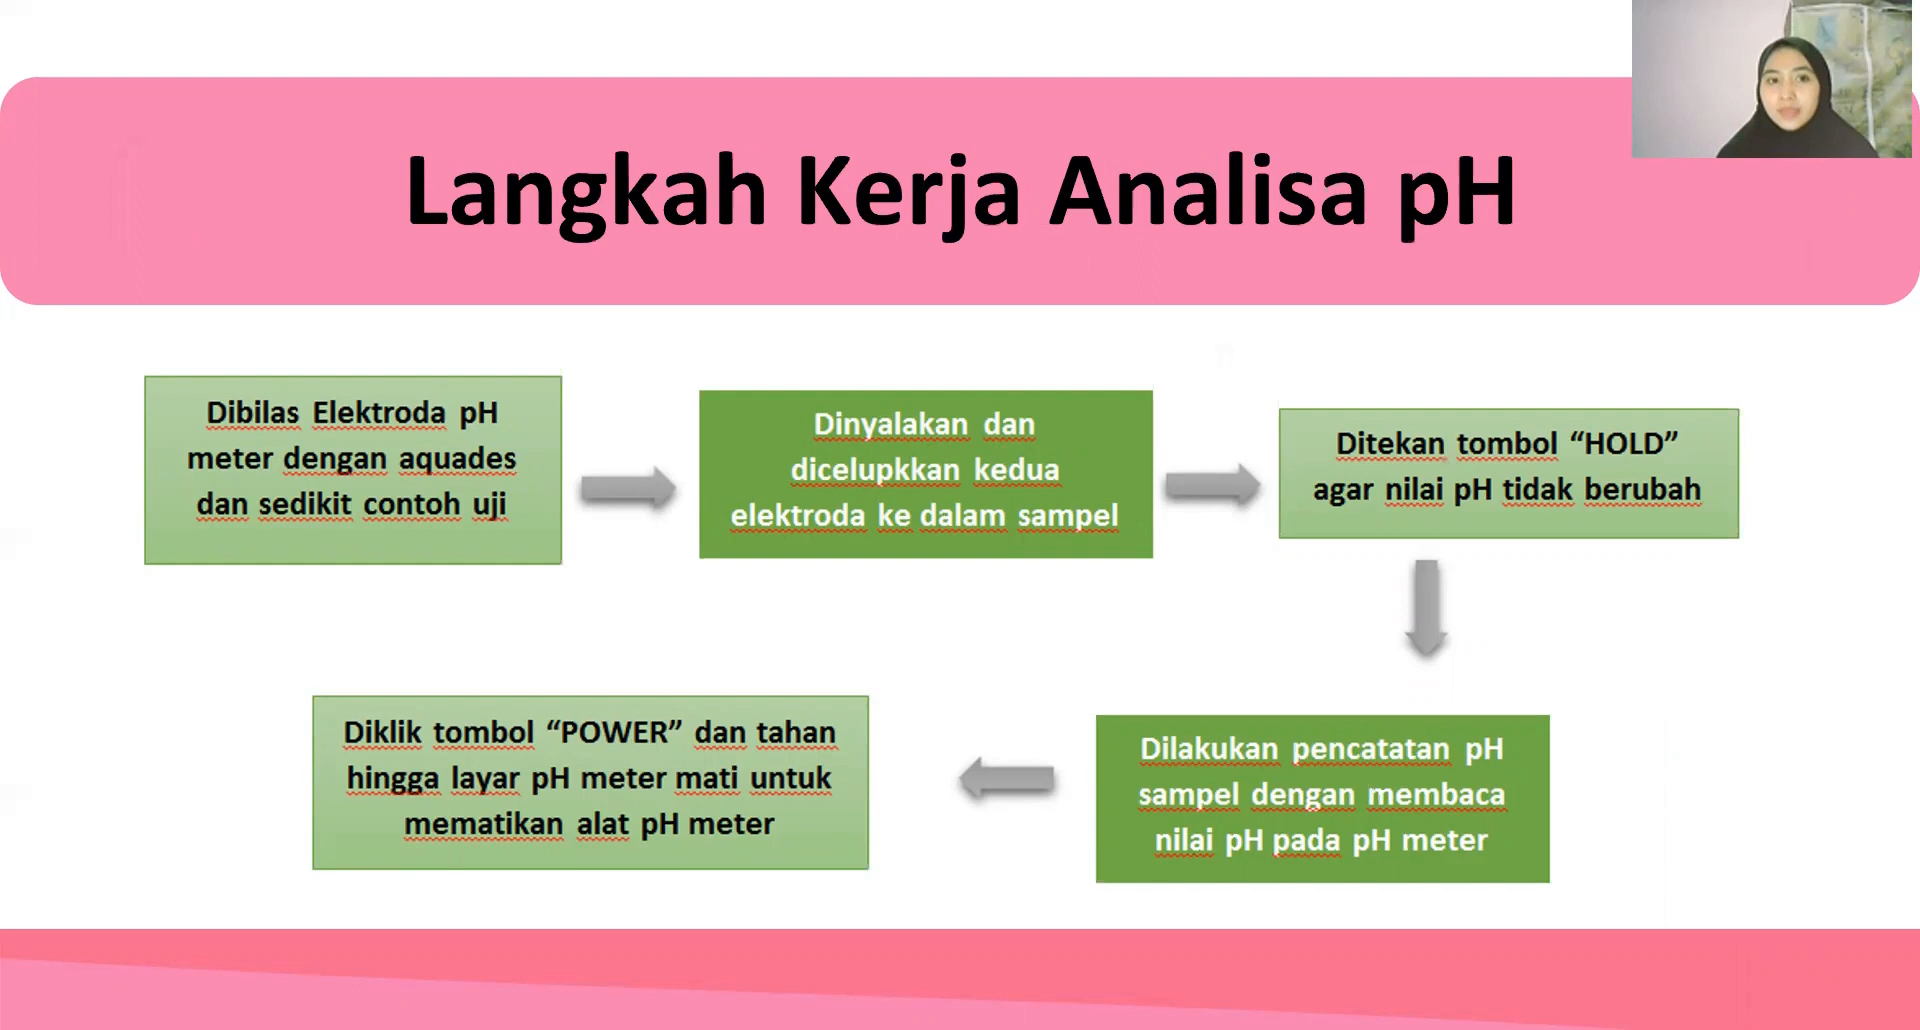 Langkah Kerja Analisa pH
Dibilas Elektroda pH
meter dengan aquades
dan sedikit contoh uji
Dinyalakan dan
dicelupkkan kedua
elektroda ke dalam sampel
Ditekan tombol “HOLD”
agar nilai pH tidak berubah
Dilakukan pencatatan pH
sampel dengan membaca
nilai pH pada pH meter
Diklik tombol “POWER” dan tahan
hingga layar pH meter mati untuk
mematikan alat pH meter